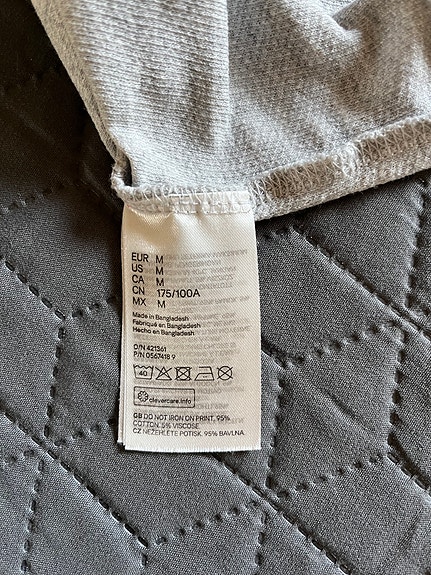 EUR M
US M
CA M
CN 175/100A
MX M
Made in Bangladesh
Fabriqué en Bangladesh
Hecho en Bangladesh
O/N 421361
P/N 0567418 9
40
clevercare.info
GB DO NOT IRON ON PRINT, 95%
COTTON, 5% VISCOSE.
CZ NEŽEHLETE POTISK, 95% BAVLNA,